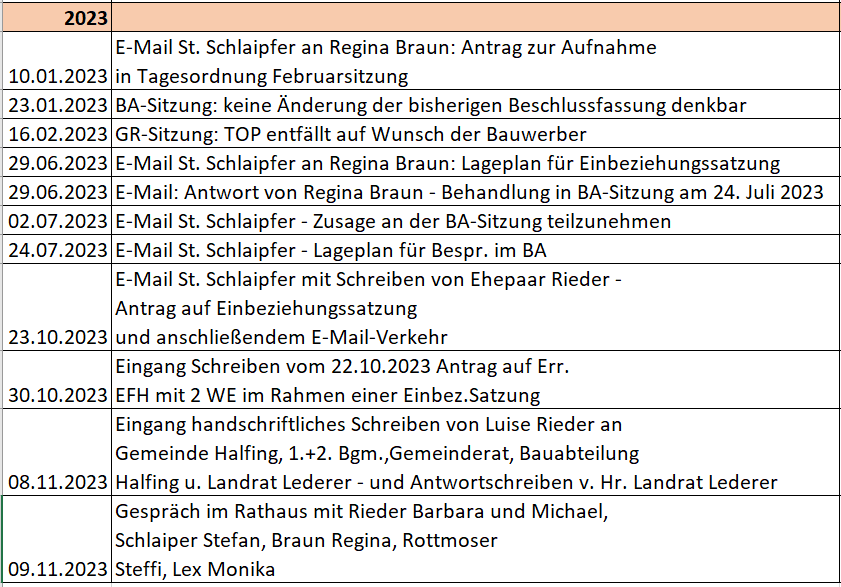 2023
E-Mail St. Schlaipfer an Regina Braun: Antrag zur Aufnahme
10.01.2023 in Tagesordnung Februarsitzung
23.01.2023 BA-Sitzung: keine Änderung der bisherigen Beschlussfassung denkbar
16.02.2023 GR-Sitzung: TOP entfällt auf Wunsch der Bauwerber
29.06.2023 E-Mail St. Schlaipfer an Regina Braun: Lageplan für Einbeziehungssatzung
29.06.2023 E-Mail: Antwort von Regina Braun - Behandlung in BA-Sitzung am 24. Juli 2023
02.07.2023 E-Mail St. Schlaipfer - Zusage an der BA-Sitzung teilzunehmen
24.07.2023 E-Mail St. Schlaipfer - Lageplan für Bespr. im BA
E-Mail St. Schlaipfer mit Schreiben von Ehepaar Rieder -
Antrag auf Einbeziehungssatzung
23.10.2023 und anschließendem E-Mail-Verkehr
Eingang Schreiben vom 22.10.2023 Antrag auf Err.
30.10.2023 EFH mit 2 WE im Rahmen einer Einbez.Satzung
Eingang handschriftliches Schreiben von Luise Rieder an
Gemeinde Halfing, 1.+2. Bgm.,Gemeinderat, Bauabteilung
08.11.2023 Halfing u. Landrat Lederer - und Antwortschreiben v. Hr. Landrat Lederer
Gespräch im Rathaus mit Rieder Barbara und Michael,
Schlaiper Stefan, Braun Regina, Rottmoser
09.11.2023 Steffi, Lex Monika